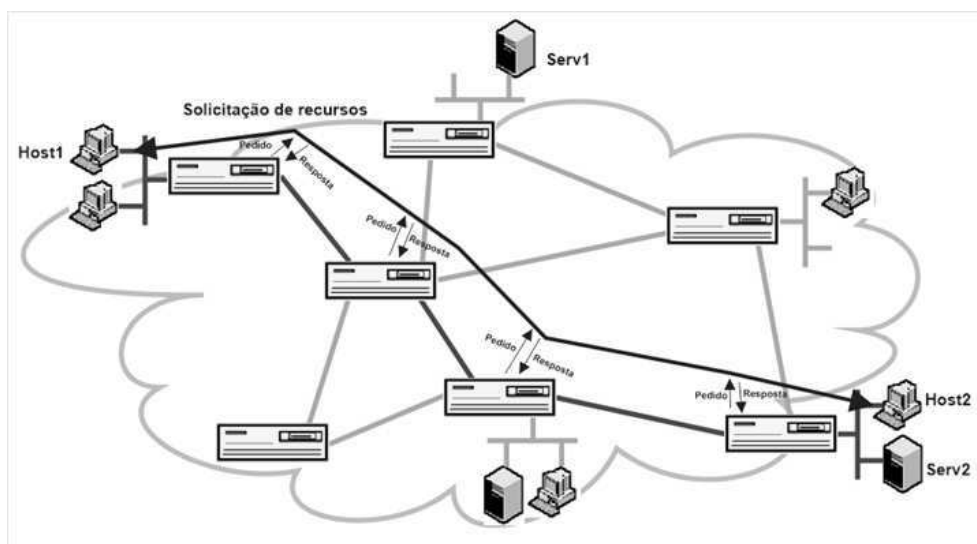 Serv1
Solicitação de recursos
Host1
Pedido
Resposta
Pedido
Resposta
Pedido
Resposta
Pedido
Resposta
Host2
Serv2